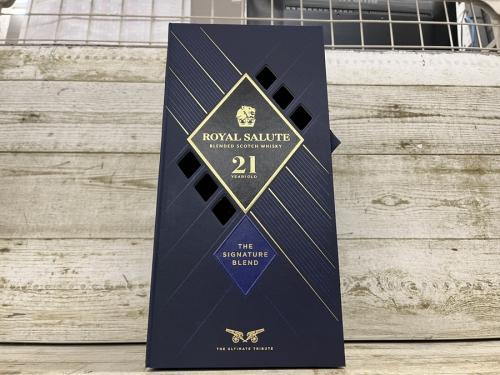 ROYAL SALUTE
BLENDED SCOTCH WHISKY
21
YEARS OLD
THE
SIGNATURE
BLEND
THE ULTIMATE TRIBUTE